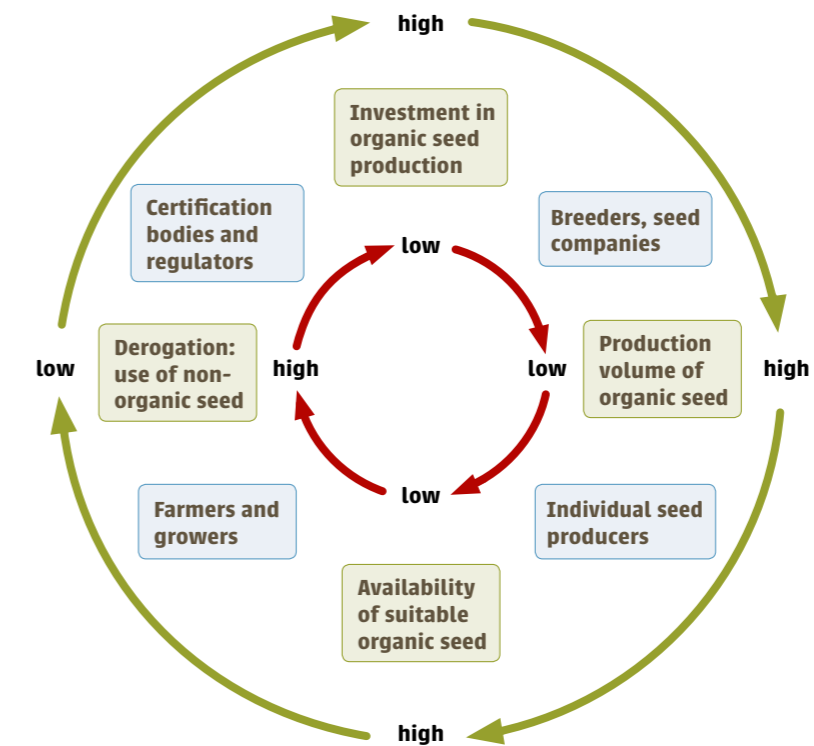 high
Investment in
organic seed
production
Certification
bodies and
regulators
Breeders, seed
companies
low
low
Derogation:
use of non-
organic seed
high
low
Production
volume of
organic seed
high
low
Farmers and
growers
Individual seed
producers
Availability
of suitable
organic seed
high